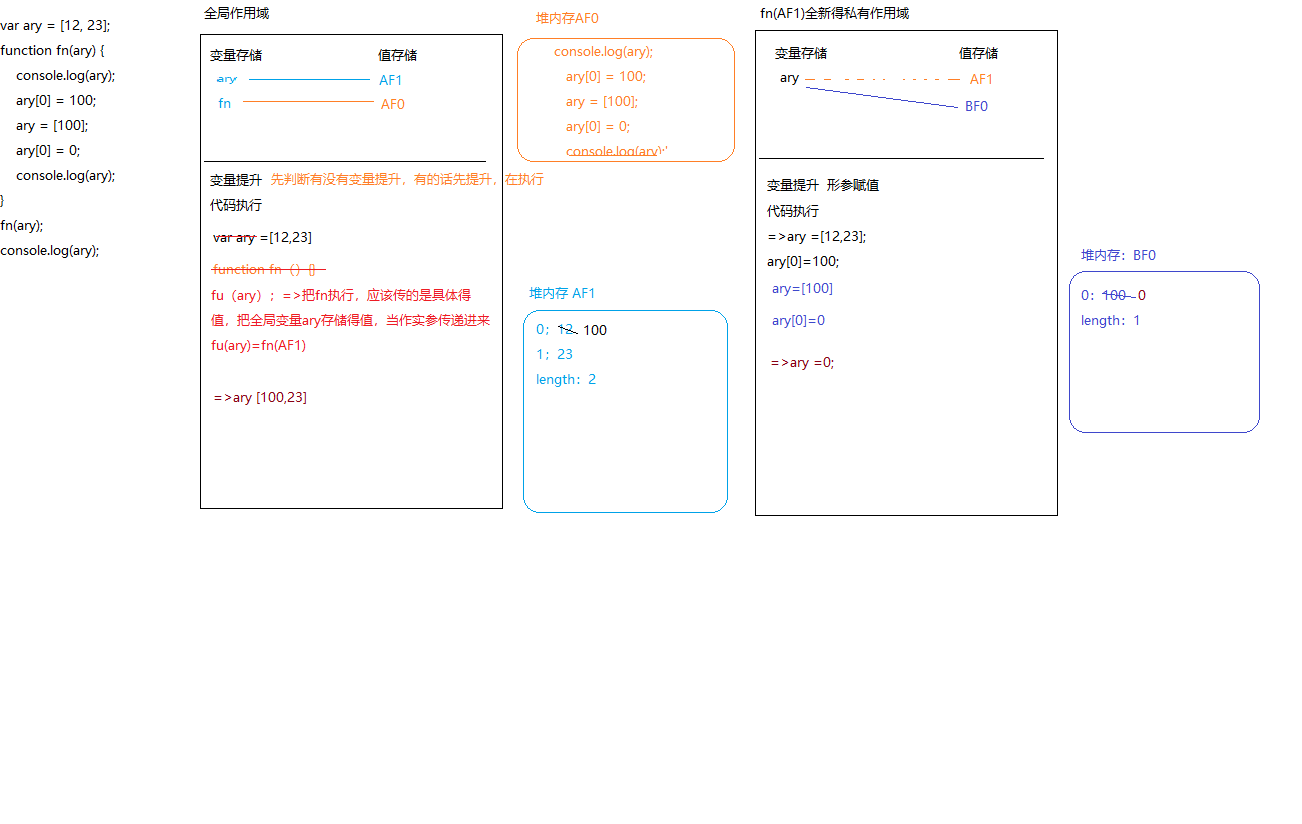 var ary = [12, 23];
function fn(ary) {
console.log(ary);
ary[0] = 100;
ary = [100];
ary[0] = 0;
console.log(ary);
}
fn(ary);
console.log(ary);
全局作用域
变量存储 值存储
ary AF1
fn AF0
变量提升 先判断有没有变量提升，有的话先提升，在执行
代码执行
var ary =[12,23]
function fn（）{}
fu（ary）；=>把fn执行，应该传的是具体得
值，把全局变量ary存储得值，当作实参传递进来
fu(ary)=fn(AF1)
=>ary [100,23]
堆内存AF0
console.log(ary);
ary[0] = 100;
ary = [100];
ary[0] = 0;
console.log(ary);'
堆内存 AF1
0；12 100
1；23
length：2
fn(AF1)全新得私有作用域
变量存储 值存储
ary AF1
BF0
变量提升 形参赋值
代码执行
=>ary =[12,23];
ary[0]=100;
ary=[100]
ary[0]=0
=>ary =0;
堆内存：BF0
0：100 0
length：1